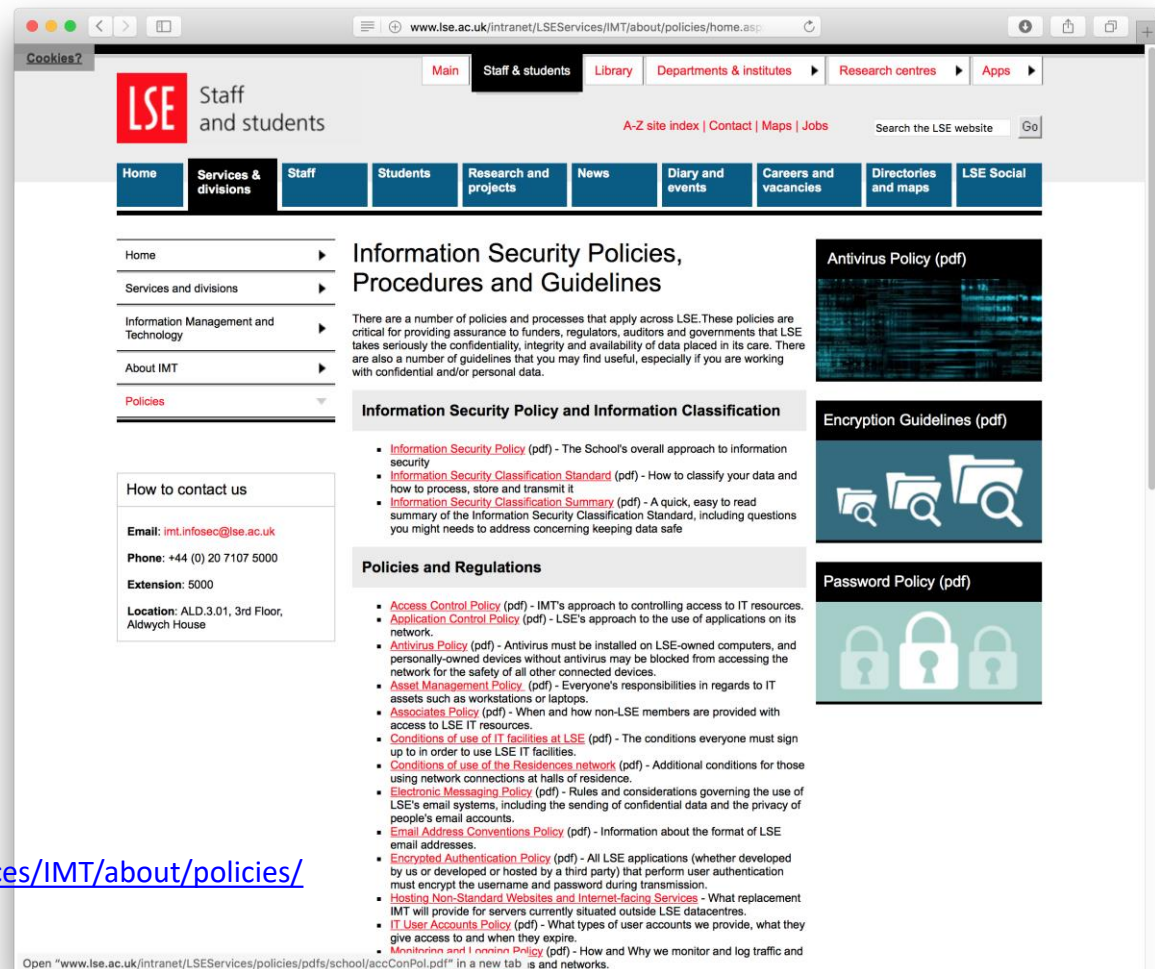 www.lse.ac.uk/intranet/LSEServices/IMT/about/policies/home.asp
Cookies?
Main
Staff & students
Library
Departments & institutes
Research centres
Apps
LSE
Staff
and students
A-Z site index | Contact | Maps | Jobs
Search the LSE website
Go
Home
Services &
divisions
Staff
Students
Research and
projects
News
Diary and
events
Careers and
vacancies
Directories
and maps
LSE Social
Home
Services and divisions
Information Management and
Technology
About IMT
Policies
How to contact us
Email: imt.infosec@lse.ac.uk
Phone: +44 (0) 20 7107 5000
Extension: 5000
Location: ALD.3.01, 3rd Floor,
Aldwych House
Information Security Policies,
Procedures and Guidelines
There are a number of policies and processes that apply across LSE.These policies are
critical for providing assurance to funders, regulators, auditors and governments that LSE
takes seriously the confidentiality, integrity and availability of data placed in its care. There
are also a number of guidelines that you may find useful, especially if you are working
with confidential and/or personal data.
Information Security Policy and Information Classification
Information Security Policy (pdf) - The School's overall approach to information
security
Information Security Classification Standard (pdf) - How to classify your data and
how to process, store and transmit it
Information Security Classification Summary (pdf) - A quick, easy to read
summary of the Information Security Classification Standard, including questions
you might needs to address concerning keeping data safe
Policies and Regulations
Access Control Policy (pdf) - IMT's approach to controlling access to IT resources.
Application Control Policy (pdf) - LSE's approach to the use of applications on its
network.
Antivirus Policy (pdf) - Antivirus must be installed on LSE-owned computers, and
personally-owned devices without antivirus may be blocked from accessing the
network for the safety of all other connected devices.
Asset Management Policy (pdf) - Everyone's responsibilities in regards to IT
assets such as workstations or laptops.
Associates Policy (pdf) - When and how non-LSE members are provided with
access to LSE IT resources.
Conditions of use of IT facilities at LSE (pdf) - The conditions everyone must sign
up to in order to use LSE IT facilities.
Conditions of use of the Residences network (pdf) - Additional conditions for those
using network connections at halls of residence.
Electronic Messaging Policy (pdf) - Rules and considerations governing the use of
LSE's email systems, including the sending of confidential data and the privacy of
people's email accounts.
Email Address Conventions Policy (pdf) - Information about the format of LSE
email addresses.
Encrypted Authentication Policy (pdf) - All LSE applications (whether developed
by us or developed or hosted by a third party) that perform user authentication
must encrypt the username and password during transmission.
Hosting Non-Standard Websites and Internet-facing Services - What replacement
IMT will provide for servers currently situated outside LSE datacentres.
IT User Accounts Policy (pdf) - What types of user accounts we provide, what they
give access to and when they expire.
Monitoring and Logging Policy (pdf) - How and Why we monitor and log traffic and
s and networks.
Antivirus Policy (pdf)
Encryption Guidelines (pdf)
Password Policy (pdf)
ces/IMT/about/policies/
Open "www.lse.ac.uk/intranet/LSEServices/policies/pdfs/school/accConPol.pdf" in a new tab